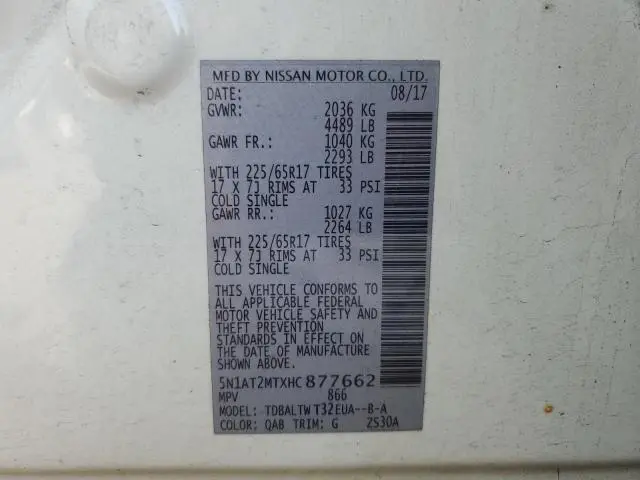 MFD BY NISSAN MOTOR CO., LTD.
DATE: 08/17
GVWR: 2036 KG
4489 LB
GAWR FR.: 1040 KG
2293 LB
WITH 225/65R17 TIRES
17 X 7J RIMS AT 33 PSI
COLD SINGLE
GAWR RR.: 1027 KG
2264 LB
WITH 225/65R17 TIRES
17 X 7J RIMS AT 33 PSI
COLD SINGLE
THIS VEHICLE CONFORMS TO
ALL APPLICABLE FEDERAL
MOTOR VEHICLE SAFETY AND
THEFT PREVENTION
STANDARDS IN EFFECT ON
THE DATE OF MANUFACTURE
SHOWN ABOVE.
5N1AT2MTXHC877662
MPV 866
MODEL: TDBALTW T32EUA--B-A
COLOR: QAB TRIM: G 2S30A